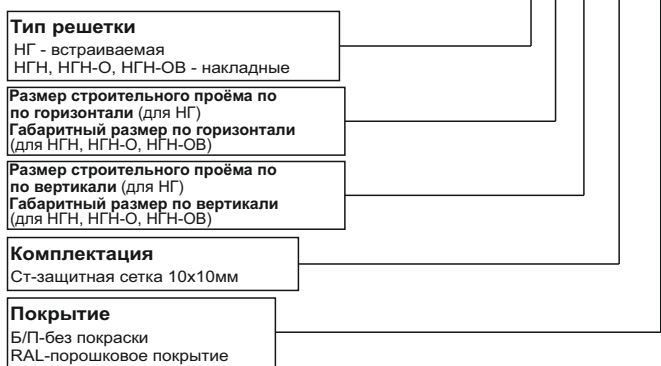 Тип решетки
НГ - встраиваемая
НГН, НГН-О, НГН-ОВ - накладные
Размер строительного проёма по
по горизонтали (для НГ)
Габаритный размер по горизонтали
(для НГН, НГН-О, НГН-ОВ)
Размер строительного проёма по
по вертикали (для НГ)
Габаритный размер по вертикали
(для НГН, НГН-О, НГН-ОВ)
Комплектация
Ст-защитная сетка 10х10мм
Покрытие
Б/П-без покраски
RAL-порошковое покрытие